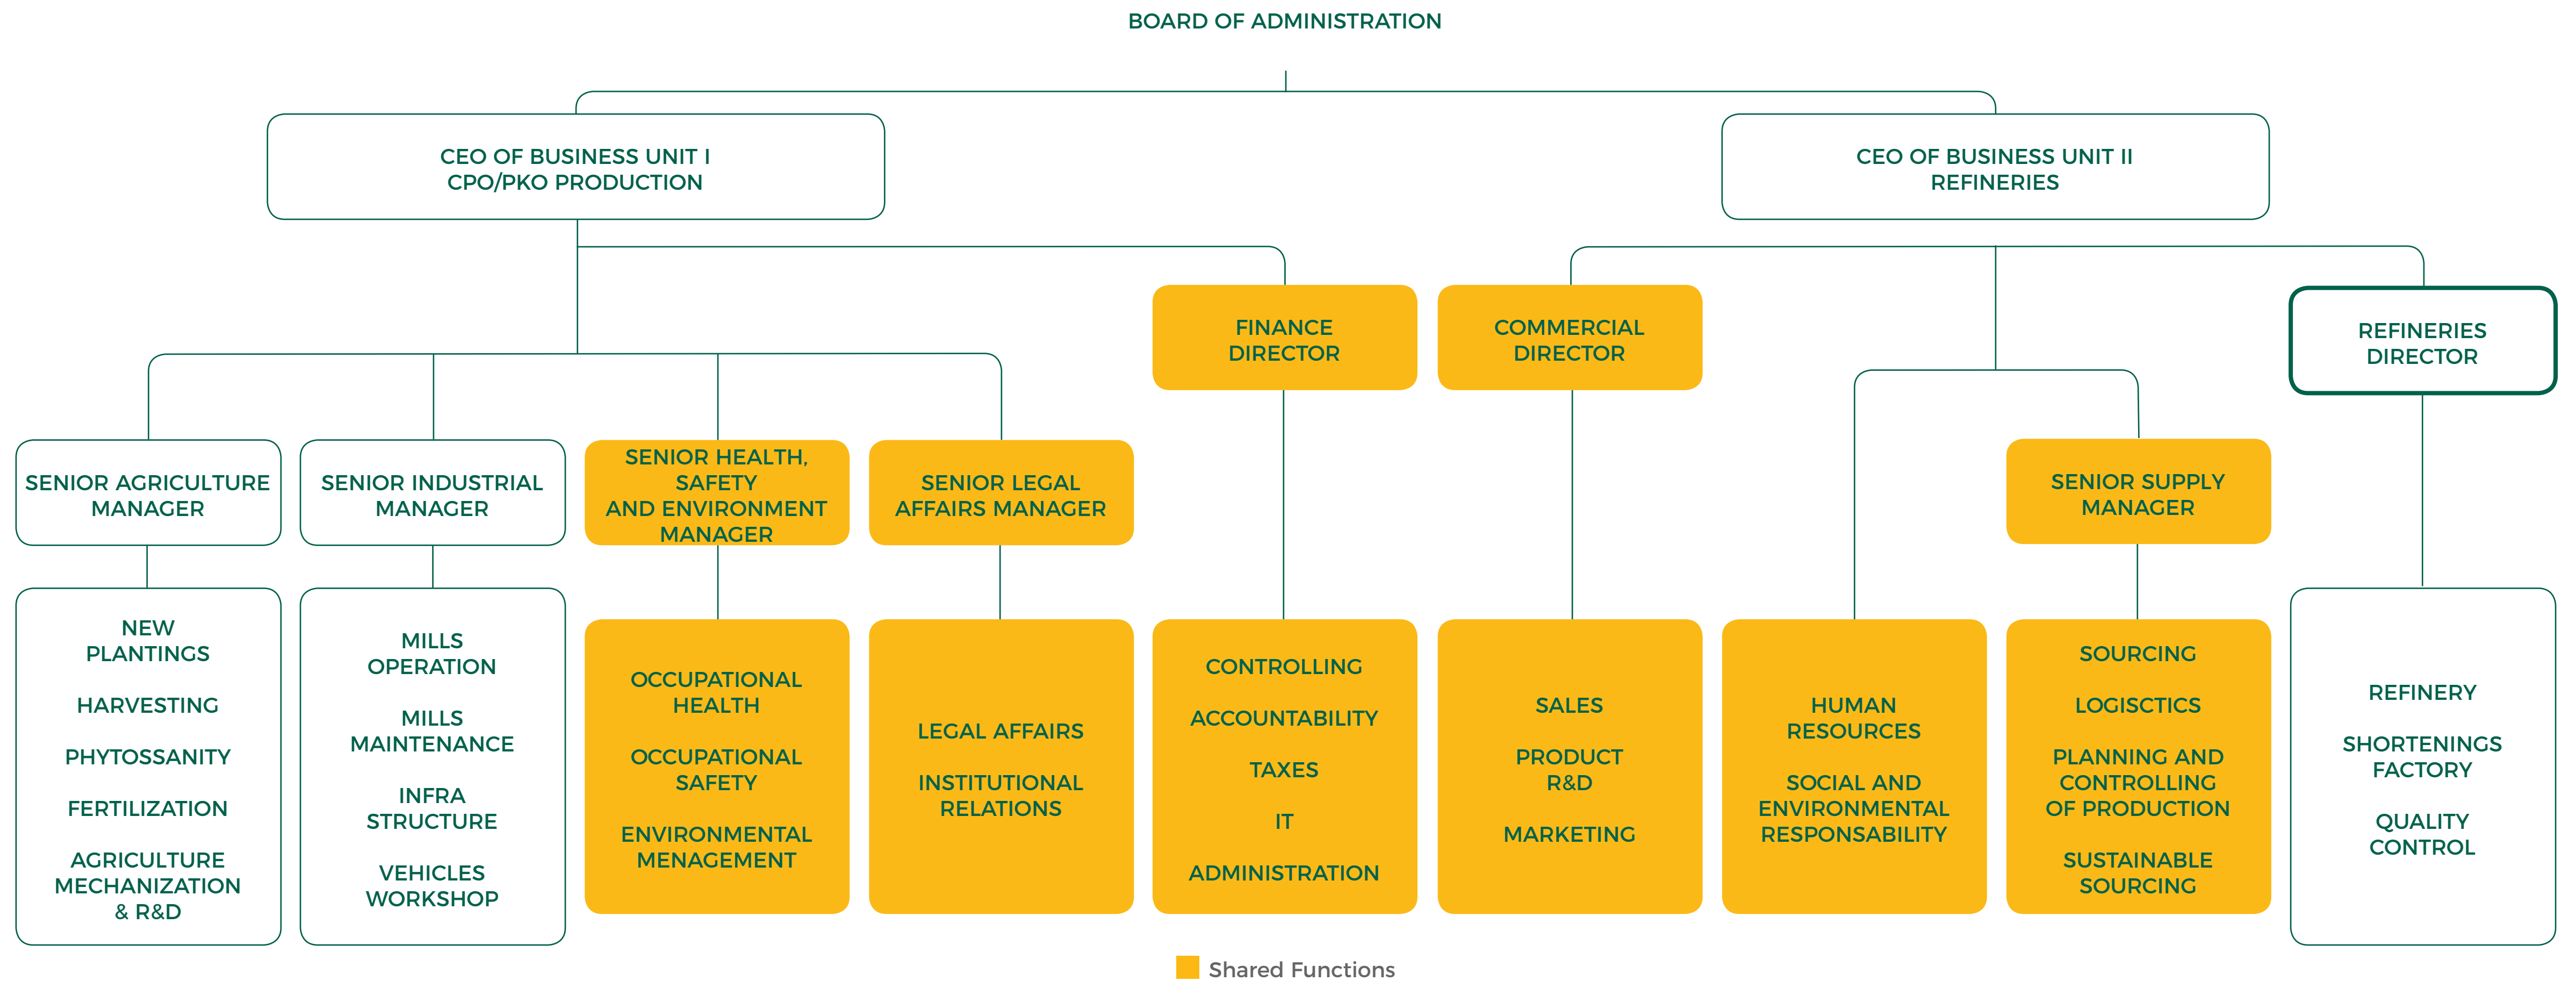 BOARD OF ADMINISTRATION
CEO OF BUSINESS UNIT I
CPO/PKO PRODUCTION
CEO OF BUSINESS UNIT II
REFINERIES
FINANCE
DIRECTOR
COMMERCIAL
DIRECTOR
REFINERIES
DIRECTOR
SENIOR AGRICULTURE
MANAGER
SENIOR INDUSTRIAL
MANAGER
SENIOR HEALTH,
SAFETY
AND ENVIRONMENT
MANAGER
SENIOR LEGAL
AFFAIRS MANAGER
SENIOR SUPPLY
MANAGER
NEW
PLANTINGS
HARVESTING
PHYTOSSANITY
FERTILIZATION
AGRICULTURE
MECHANIZATION
& R&D
MILLS
OPERATION
MILLS
MAINTENANCE
INFRA
STRUCTURE
VEHICLES
WORKSHOP
OCCUPATIONAL
HEALTH
OCCUPATIONAL
SAFETY
ENVIRONMENTAL
MENAGEMENT
LEGAL AFFAIRS
INSTITUTIONAL
RELATIONS
CONTROLLING
ACCOUNTABILITY
TAXES
IT
ADMINISTRATION
SALES
PRODUCT
R&D
MARKETING
HUMAN
RESOURCES
SOCIAL AND
ENVIRONMENTAL
RESPONSABILITY
SOURCING
LOGISCTICS
PLANNING AND
CONTROLLING
OF PRODUCTION
SUSTAINABLE
SOURCING
REFINERY
SHORTENINGS
FACTORY
QUALITY
CONTROL
Shared Functions